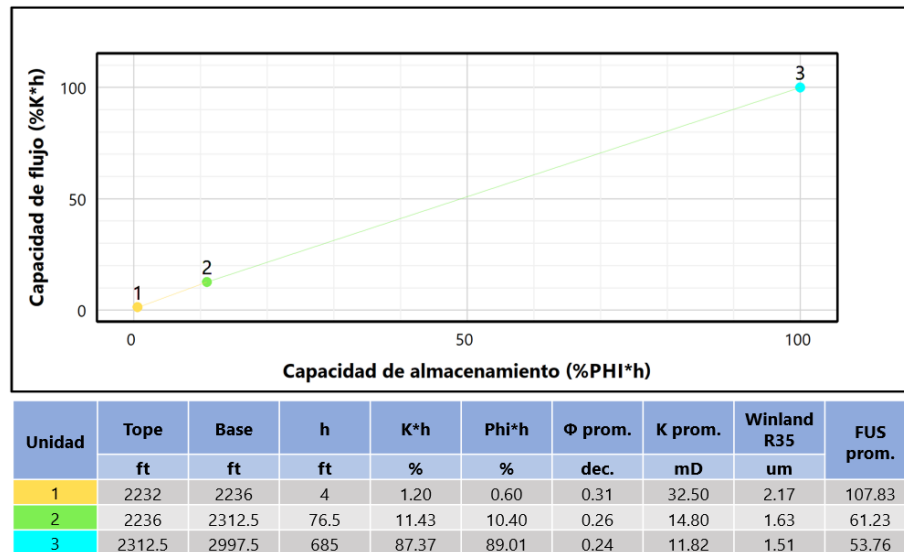 Capacidad de flujo (%K*h)
100
50
0
1
2
3
0
50
100
Capacidad de almacenamiento (%PHI*h)
Unidad Tope Base h K*h Phi*h Φ prom. K prom. Winland R35 FUS prom.
ft ft ft % % dec. mD um
1 2232 2236 4 1.20 0.60 0.31 32.50 2.17 107.83
2 2236 2312.5 76.5 11.43 10.40 0.26 14.80 1.63 61.23
3 2312.5 2997.5 685 87.37 89.01 0.24 11.82 1.51 53.76